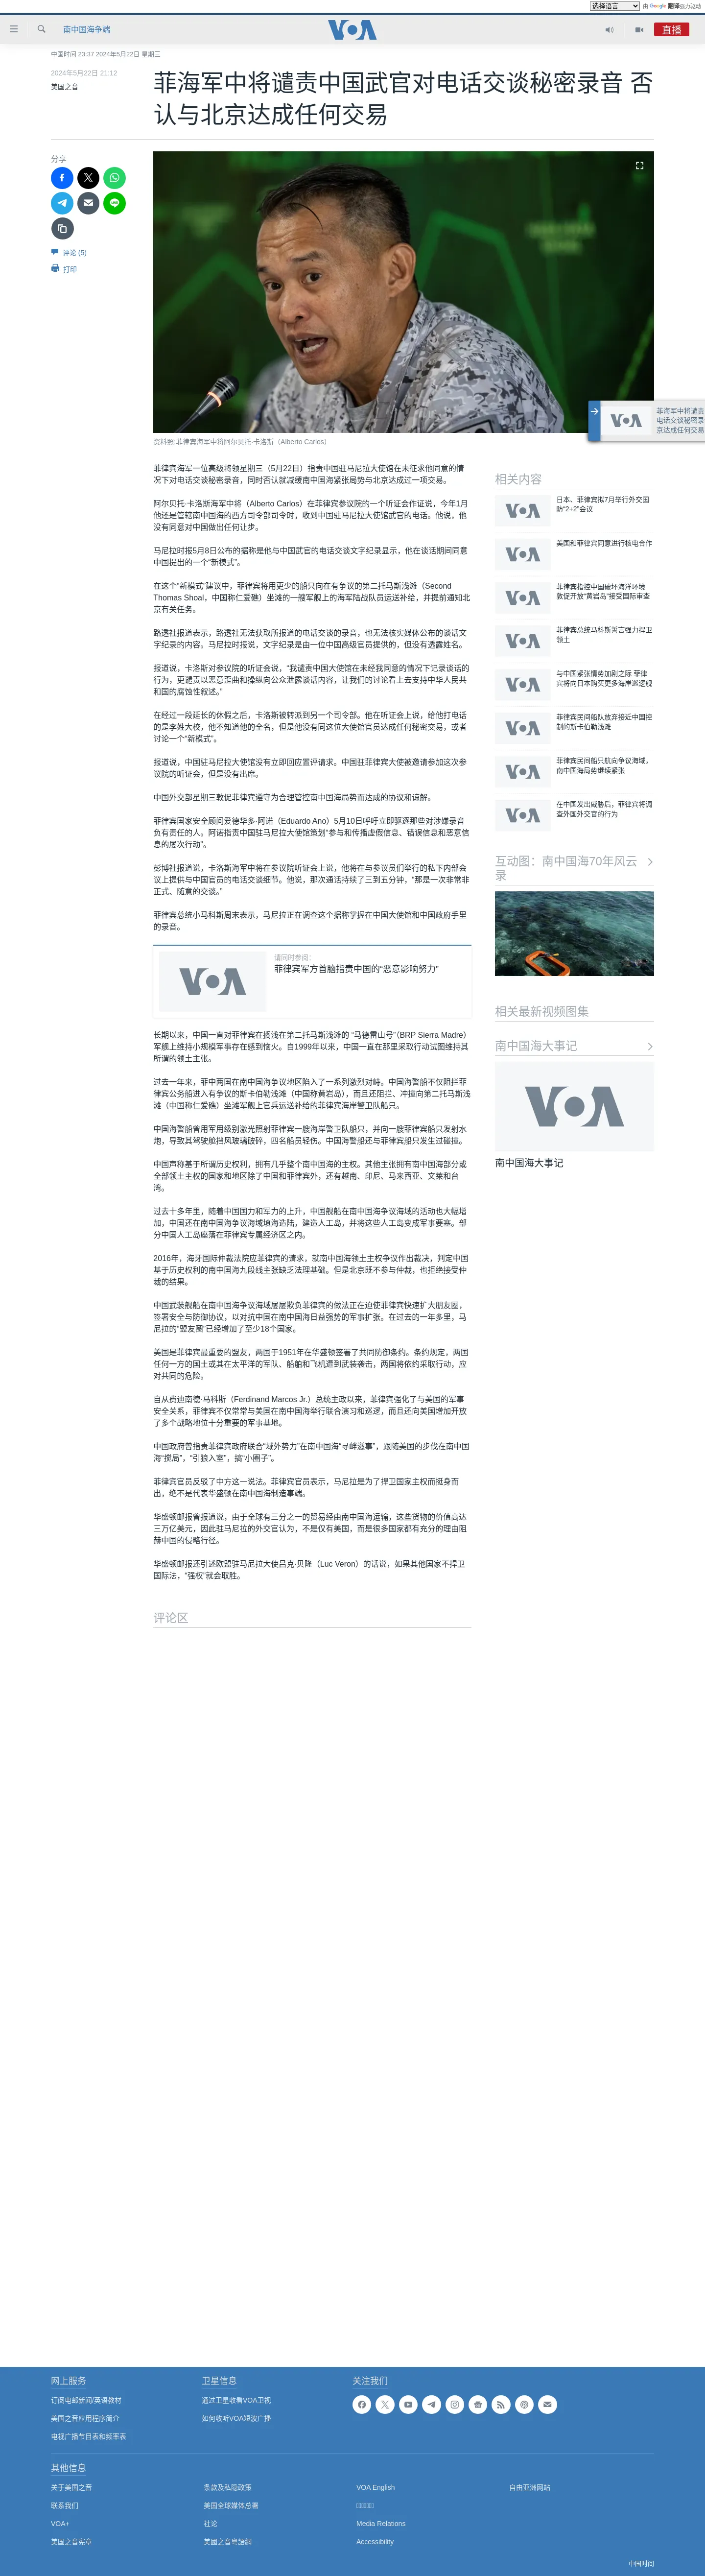 选择语言 由 Google 翻译强力驱动
南中国海争端
VOA
直播
中国时间 23:37 2024年5月22日 星期三
2024年5月22日 21:12
美国之音
菲海军中将谴责中国武官对电话交谈秘密录音 否
认与北京达成任何交易
分享
评论 (5)
打印
资料照:菲律宾海军中将阿尔贝托·卡洛斯（Alberto Carlos）
菲海军中将谴责
电话交谈秘密录
京达成任何交易
菲律宾海军一位高级将领星期三（5月22日）指责中国驻马尼拉大使馆在未征求他同意的情
况下对电话交谈秘密录音，同时否认就减缓南中国海紧张局势与北京达成过一项交易。
阿尔贝托·卡洛斯海军中将（Alberto Carlos）在菲律宾参议院的一个听证会作证说，今年1月
他还是管辖南中国海的西方司令部司令时，收到中国驻马尼拉大使馆武官的电话。他说，他
没有同意对中国做出任何让步。
马尼拉时报5月8日公布的据称是他与中国武官的电话交谈文字纪录显示，他在谈话期间同意
中国提出的一个“新模式”。
在这个“新模式”建议中，菲律宾将用更少的船只向在有争议的第二托马斯浅滩（Second
Thomas Shoal，中国称仁爱礁）坐滩的一艘军舰上的海军陆战队员运送补给，并提前通知北
京有关任务。
路透社报道表示，路透社无法获取所报道的电话交谈的录音，也无法核实媒体公布的谈话文
字纪录的内容。马尼拉时报说，文字纪录是由一位中国高级官员提供的，但没有透露姓名。
报道说，卡洛斯对参议院的听证会说，“我谴责中国大使馆在未经我同意的情况下记录谈话的
行为，更谴责以恶意歪曲和操纵向公众泄露谈话内容，让我们的讨论看上去支持中华人民共
和国的腐蚀性叙述。”
在经过一段延长的休假之后，卡洛斯被转派到另一个司令部。他在听证会上说，给他打电话
的是李姓大校，他不知道他的全名，但是他没有同这位大使馆官员达成任何秘密交易，或者
讨论一个“新模式”。
报道说，中国驻马尼拉大使馆没有立即回应置评请求。中国驻菲律宾大使被邀请参加这次参
议院的听证会，但是没有出席。
中国外交部星期三敦促菲律宾遵守为合理管控南中国海局势而达成的协议和谅解。
菲律宾国家安全顾问爱德华多·阿诺（Eduardo Ano）5月10日呼吁立即驱逐那些对涉嫌录音
负有责任的人。阿诺指责中国驻马尼拉大使馆策划“参与和传播虚假信息、错误信息和恶意信
息的屡次行动”。
彭博社报道说，卡洛斯海军中将在参议院听证会上说，他将在与参议员们举行的私下内部会
议上提供与中国官员的电话交谈细节。他说，那次通话持续了三到五分钟，“那是一次非常非
正式、随意的交谈。”
菲律宾总统小马科斯周末表示，马尼拉正在调查这个据称掌握在中国大使馆和中国政府手里
的录音。
VOA
请同时参阅：
菲律宾军方首脑指责中国的“恶意影响努力”
长期以来，中国一直对菲律宾在搁浅在第二托马斯浅滩的 “马德雷山号”（BRP Sierra Madre）
军舰上维持小规模军事存在感到恼火。自1999年以来，中国一直在那里采取行动试图维持其
所谓的领土主张。
过去一年来，菲中两国在南中国海争议地区陷入了一系列激烈对峙。中国海警船不仅阻拦菲
律宾公务船进入有争议的斯卡伯勒浅滩（中国称黄岩岛），而且还阻拦、冲撞向第二托马斯浅
滩（中国称仁爱礁）坐滩军舰上官兵运送补给的菲律宾海岸警卫队船只。
中国海警船曾用军用级别激光照射菲律宾一艘海岸警卫队船只，并向一艘菲律宾船只发射水
炮，导致其驾驶舱挡风玻璃破碎，四名船员轻伤。中国海警船还与菲律宾船只发生过碰撞。
中国声称基于所谓历史权利，拥有几乎整个南中国海的主权。其他主张拥有南中国海部分或
全部领土主权的国家和地区除了中国和菲律宾外，还有越南、印尼、马来西亚、文莱和台
湾。
过去十多年里，随着中国国力和军力的上升，中国舰船在南中国海争议海域的活动也大幅增
加，中国还在南中国海争议海域填海造陆，建造人工岛，并将这些人工岛变成军事要塞。部
分中国人工岛座落在菲律宾专属经济区之内。
2016年，海牙国际仲裁法院应菲律宾的请求，就南中国海领土主权争议作出裁决，判定中国
基于历史权利的南中国海九段线主张缺乏法理基础。但是北京既不参与仲裁，也拒绝接受仲
裁的结果。
中国武装舰船在南中国海争议海域屡屡欺负菲律宾的做法正在迫使菲律宾快速扩大朋友圈，
签署安全与防御协议，以对抗中国在南中国海日益强势的军事扩张。在过去的一年多里，马
尼拉的“盟友圈”已经增加了至少18个国家。
美国是菲律宾最重要的盟友，两国于1951年在华盛顿签署了共同防御条约。条约规定，两国
任何一方的国土或其在太平洋的军队、船舶和飞机遭到武装袭击，两国将依约采取行动，应
对共同的危险。
自从费迪南德·马科斯（Ferdinand Marcos Jr.）总统主政以来，菲律宾强化了与美国的军事
安全关系，菲律宾不仅常常与美国在南中国海举行联合演习和巡逻，而且还向美国增加开放
了多个战略地位十分重要的军事基地。
中国政府曾指责菲律宾政府联合“域外势力”在南中国海“寻衅滋事”，跟随美国的步伐在南中国
海“搅局”，“引狼入室”，搞“小圈子”。
菲律宾官员反驳了中方这一说法。菲律宾官员表示，马尼拉是为了捍卫国家主权而挺身而
出，绝不是代表华盛顿在南中国海制造事端。
华盛顿邮报曾报道说，由于全球有三分之一的贸易经由南中国海运输，这些货物的价值高达
三万亿美元，因此驻马尼拉的外交官认为，不是仅有美国，而是很多国家都有充分的理由阻
赫中国的侵略行径。
华盛顿邮报还引述欧盟驻马尼拉大使吕克·贝隆（Luc Veron）的话说，如果其他国家不捍卫
国际法，“强权”就会取胜。
评论区
相关内容
日本、菲律宾拟7月举行外交国
防“2+2”会议
美国和菲律宾同意进行核电合作
菲律宾指控中国破坏海洋环境
敦促开放“黄岩岛”接受国际审查
菲律宾总统马科斯誓言强力捍卫
领土
与中国紧张情势加剧之际 菲律
宾将向日本购买更多海岸巡逻舰
菲律宾民间船队放弃接近中国控
制的斯卡伯勒浅滩
菲律宾民间船只航向争议海域，
南中国海局势继续紧张
在中国发出威胁后，菲律宾将调
查外国外交官的行为
互动图：南中国海70年风云
录
相关最新视频图集
南中国海大事记
VOA
南中国海大事记
网上服务
订阅电邮新闻/英语教材
美国之音应用程序简介
电视广播节目表和频率表
卫星信息
通过卫星收看VOA卫视
如何收听VOA短波广播
关注我们
其他信息
关于美国之音
条款及私隐政策
VOA English
自由亚洲网站
联系我们
美国全球媒体总署
VOA+
社论
Media Relations
美国之音宪章
美國之音粵語網
Accessibility
中国时间